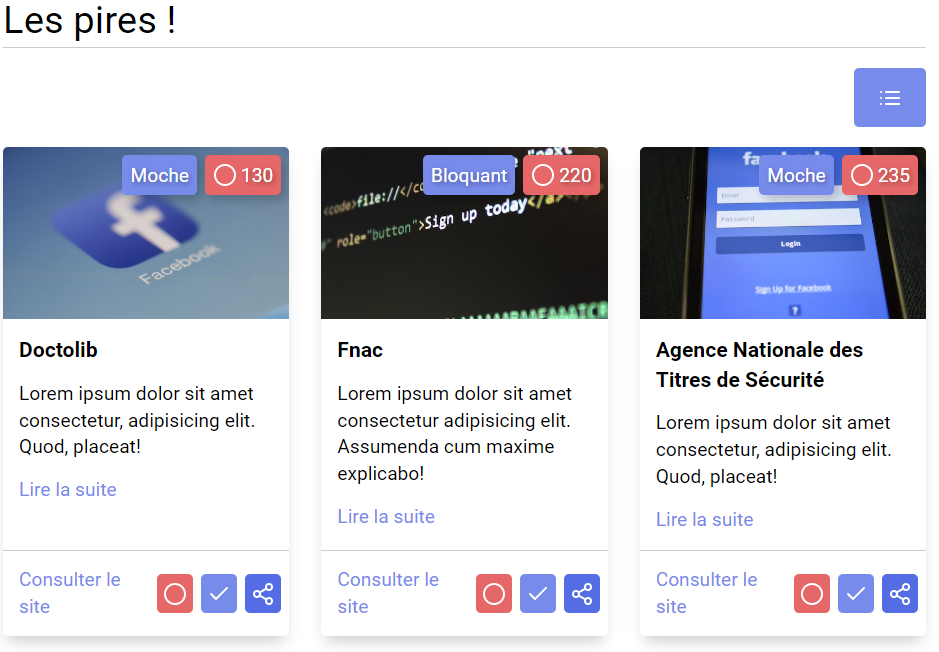 Les pires !
Moche
130
Facebook
Doctolib
Lorem ipsum dolor sit amet
consectetur, adipisicing elit.
Quod, placeat!
Lire la suite
Consulter le
site
Bloquant
220
"next
<code>file://</co
Sign up today</a>
" role="button">
Fnac
Lorem ipsum dolor sit amet
consectetur adipisicing elit.
Assumenda cum maxime
explicabo!
Lire la suite
Consulter le
site
Moche
235
Email
Password
Login
Sign Up for Facebook
?
Agence Nationale des
Titres de Sécurité
Lorem ipsum dolor sit amet
consectetur, adipisicing elit.
Quod, placeat!
Lire la suite
Consulter le
site